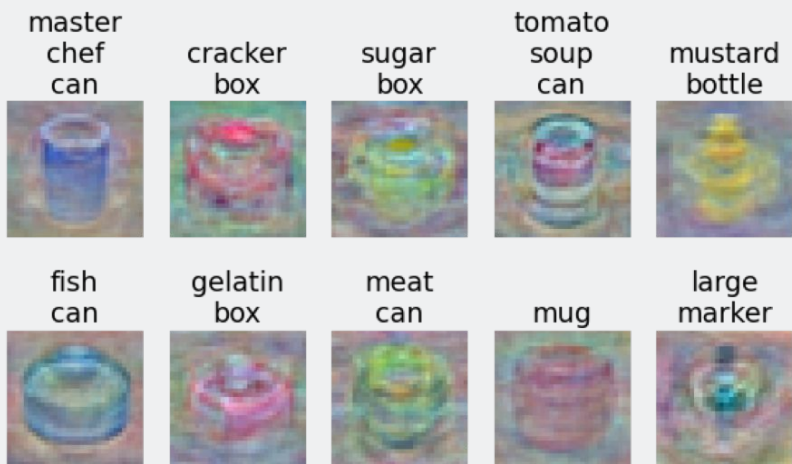 master
chef
can
cracker
box
sugar
box
tomato
soup
can
mustard
bottle
fish
can
gelatin
box
meat
can
mug
large
marker